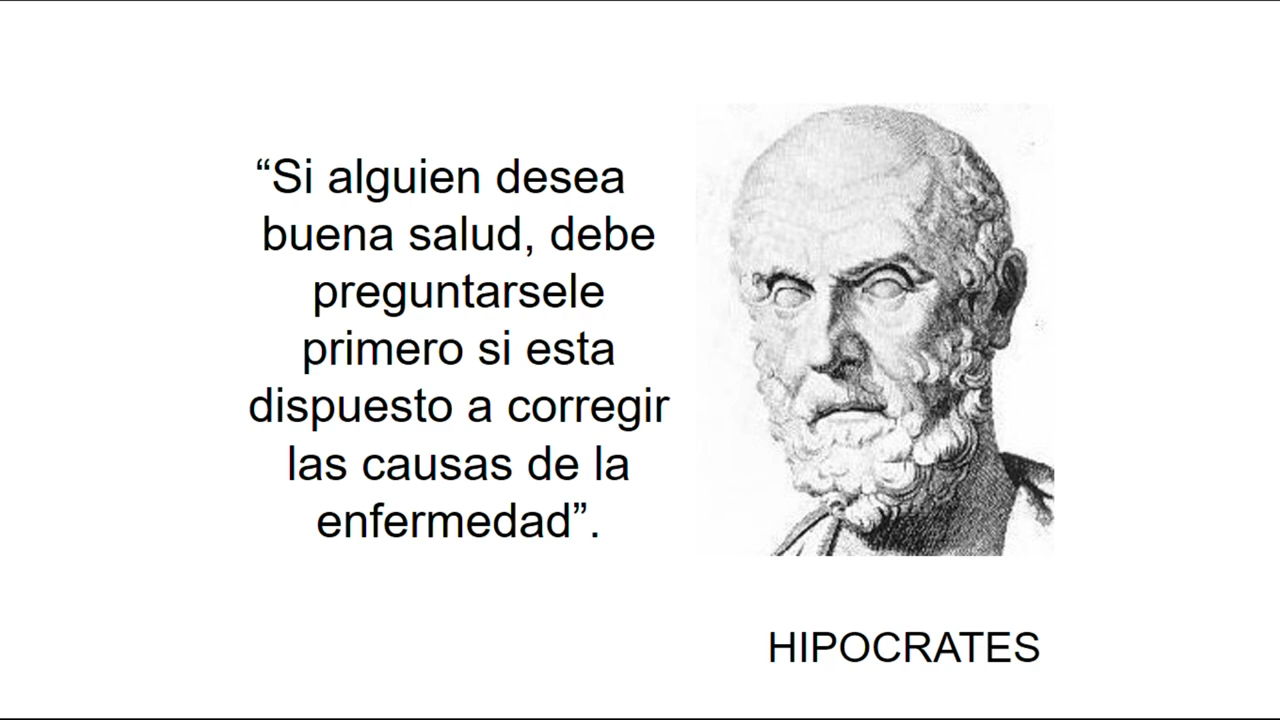 “Si alguien desea
buena salud, debe
preguntarsele
primero si esta
dispuesto a corregir
las causas de la
enfermedad”.
HIPOCRATES